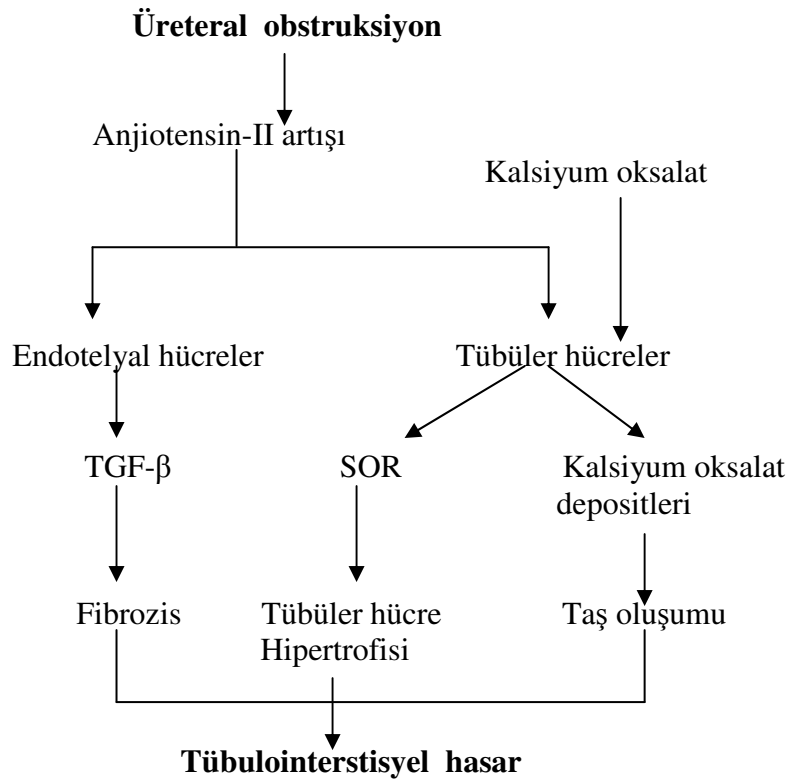 Üreteral obstruksiyon
Anjiotensin-II artışı
Kalsiyum oksalat
Endotelyal hücreler
Tübüler hücreler
TGF-β
SOR
Kalsiyum oksalat
depositleri
Fibrozis
Tübüler hücre
Hipertrofisi
Taş oluşumu
Tübulointerstisyel hasar